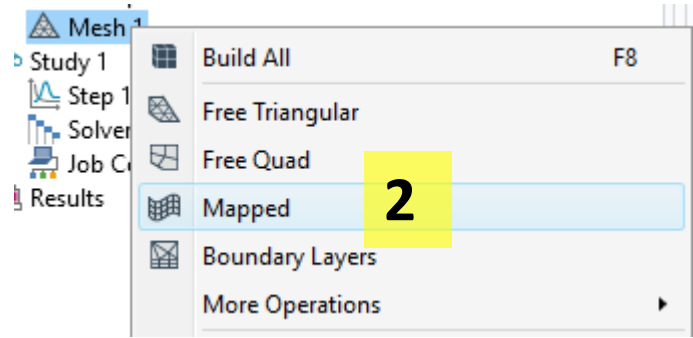 Mesh 1
Study 1
Step 1
Solver
Job Co
Results
Build All F8
Free Triangular
Free Quad
Mapped 2
Boundary Layers
More Operations